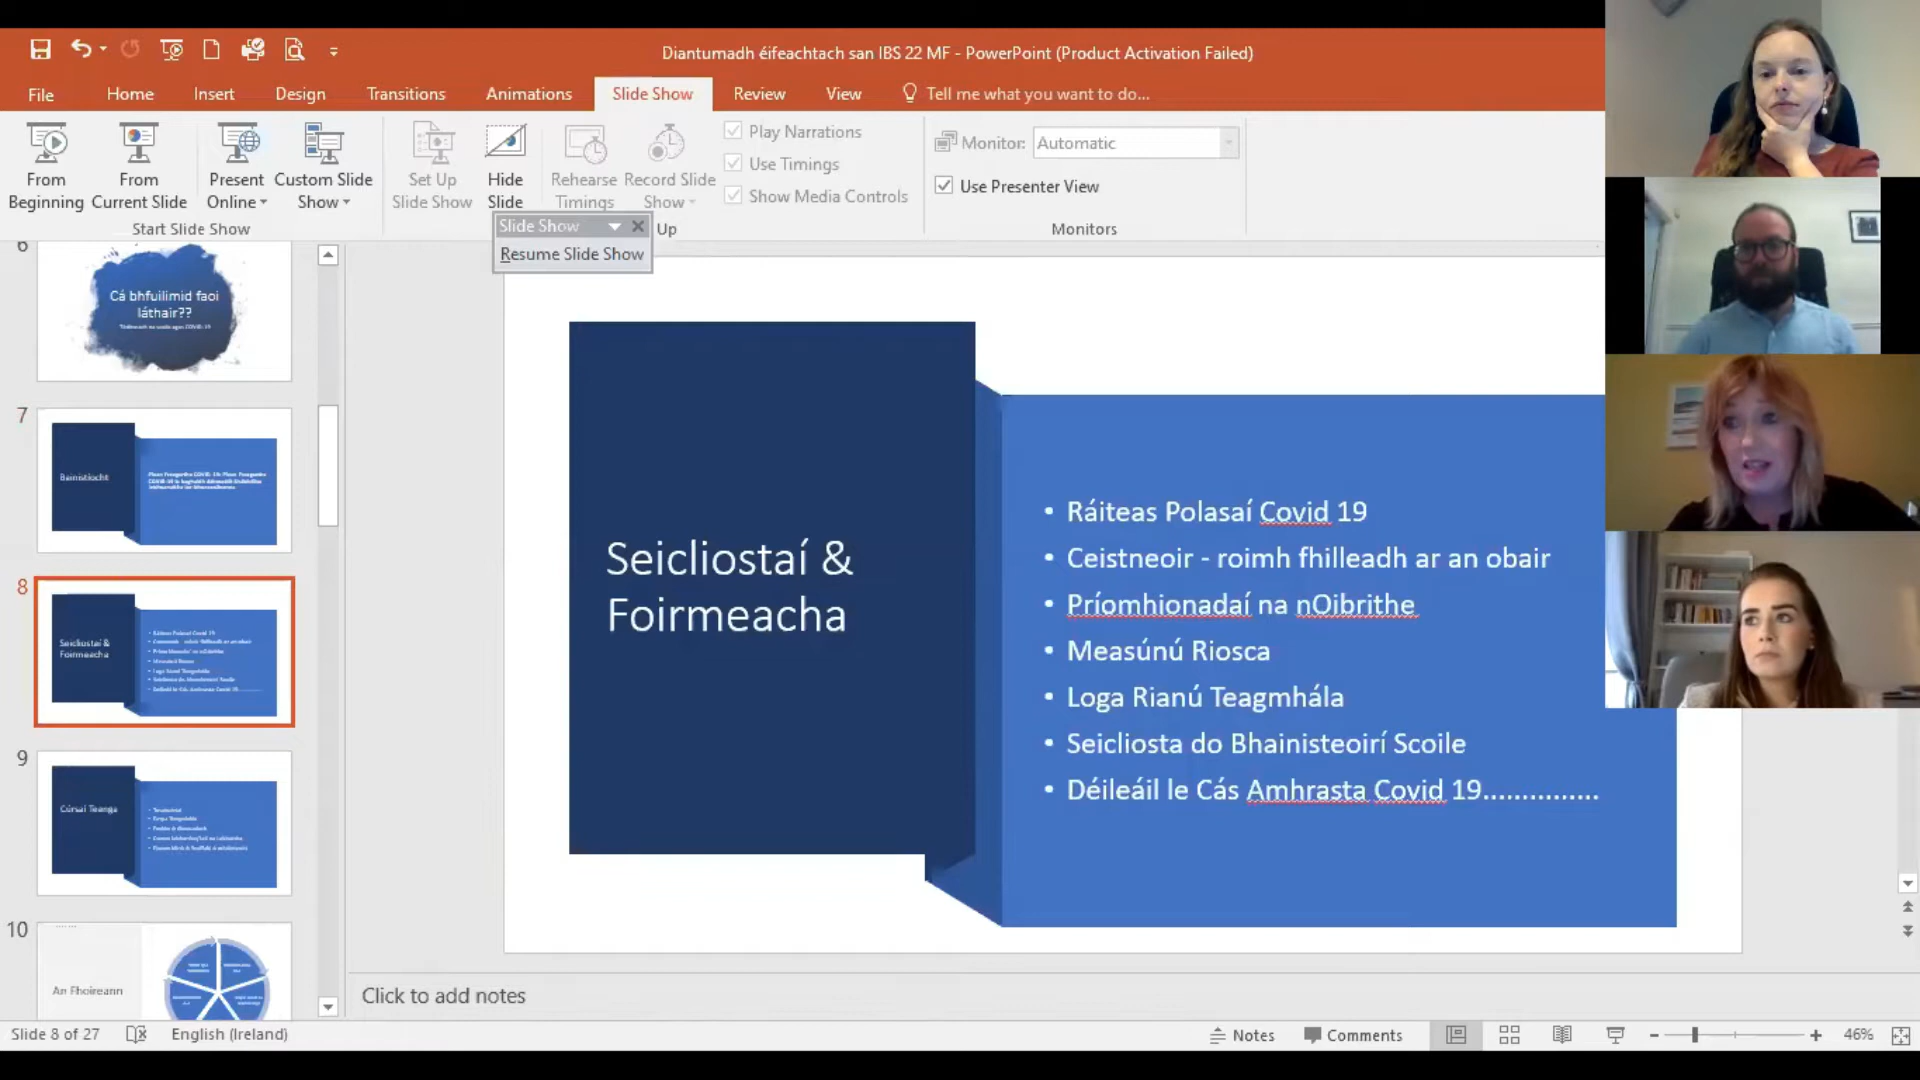 Diantumadh éifeachtach san IBS 22 MF - PowerPoint (Product Activation Failed)
File Home Insert Design Transitions Animations Slide Show Review View Tell me what you want to do...
From Beginning
From Current Slide
Present Online
Custom Slide Show
Set Up Slide Show
Hide Slide
Rehearse Timings
Record Slide Show
Play Narrations
Use Timings
Show Media Controls
Monitor: Automatic
Use Presenter View
Start Slide Show
Up
Monitors
Slide Show
Resume Slide Show
6
Cá bhfuilimid faoi
láthair??
7
Bainistíocht
8
Seicliostaí &
Foirmeacha
9
Cúrsaí Teanga
10
An Fhoireann
Seicliostaí &
Foirmeacha
• Ráiteas Polasaí Covid 19
• Ceistneoir - roimh fhilleadh ar an obair
• Príomhionadaí na nOibrithe
• Measúnú Riosca
• Loga Rianú Teagmhála
• Seicliosta do Bhainisteoirí Scoile
• Déileáil le Cás Amhrasta Covid 19...............
Click to add notes
Slide 8 of 27 English (Ireland) Notes Comments 46%